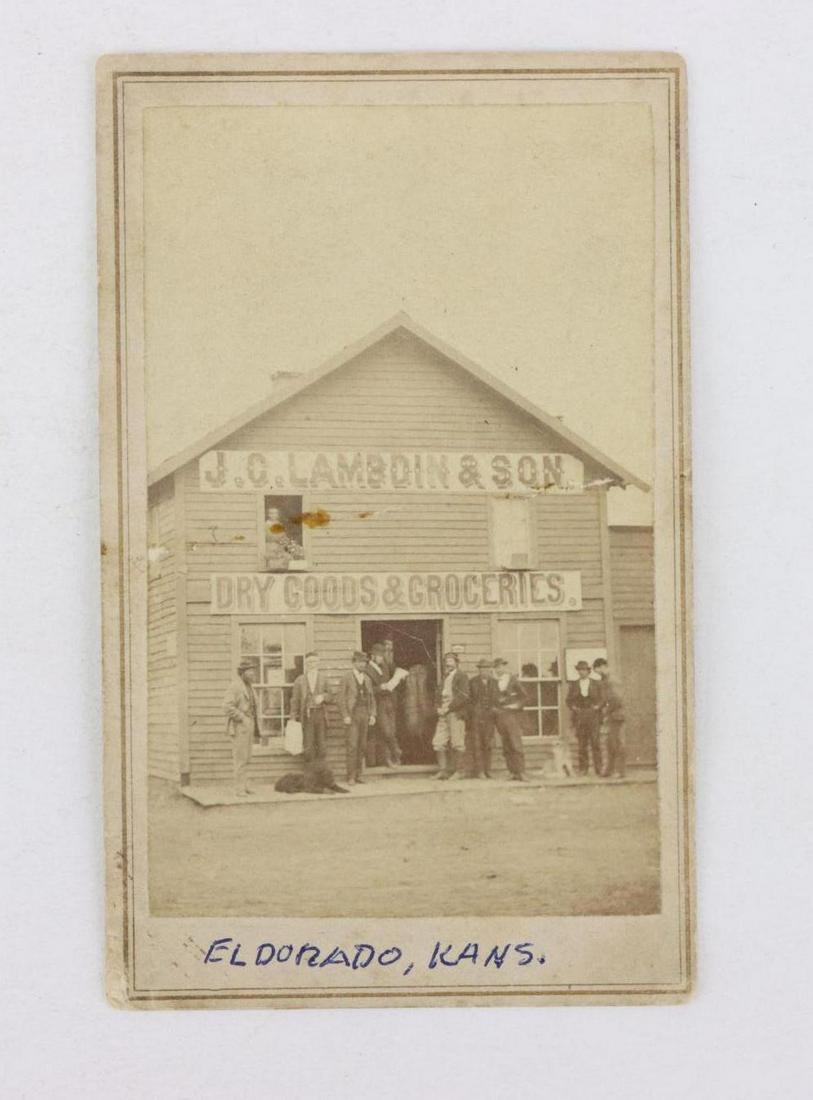 J.C. LAMBDIN & SON.
DRY GOODS & GROCERIES.
ELDORADO, KANS.